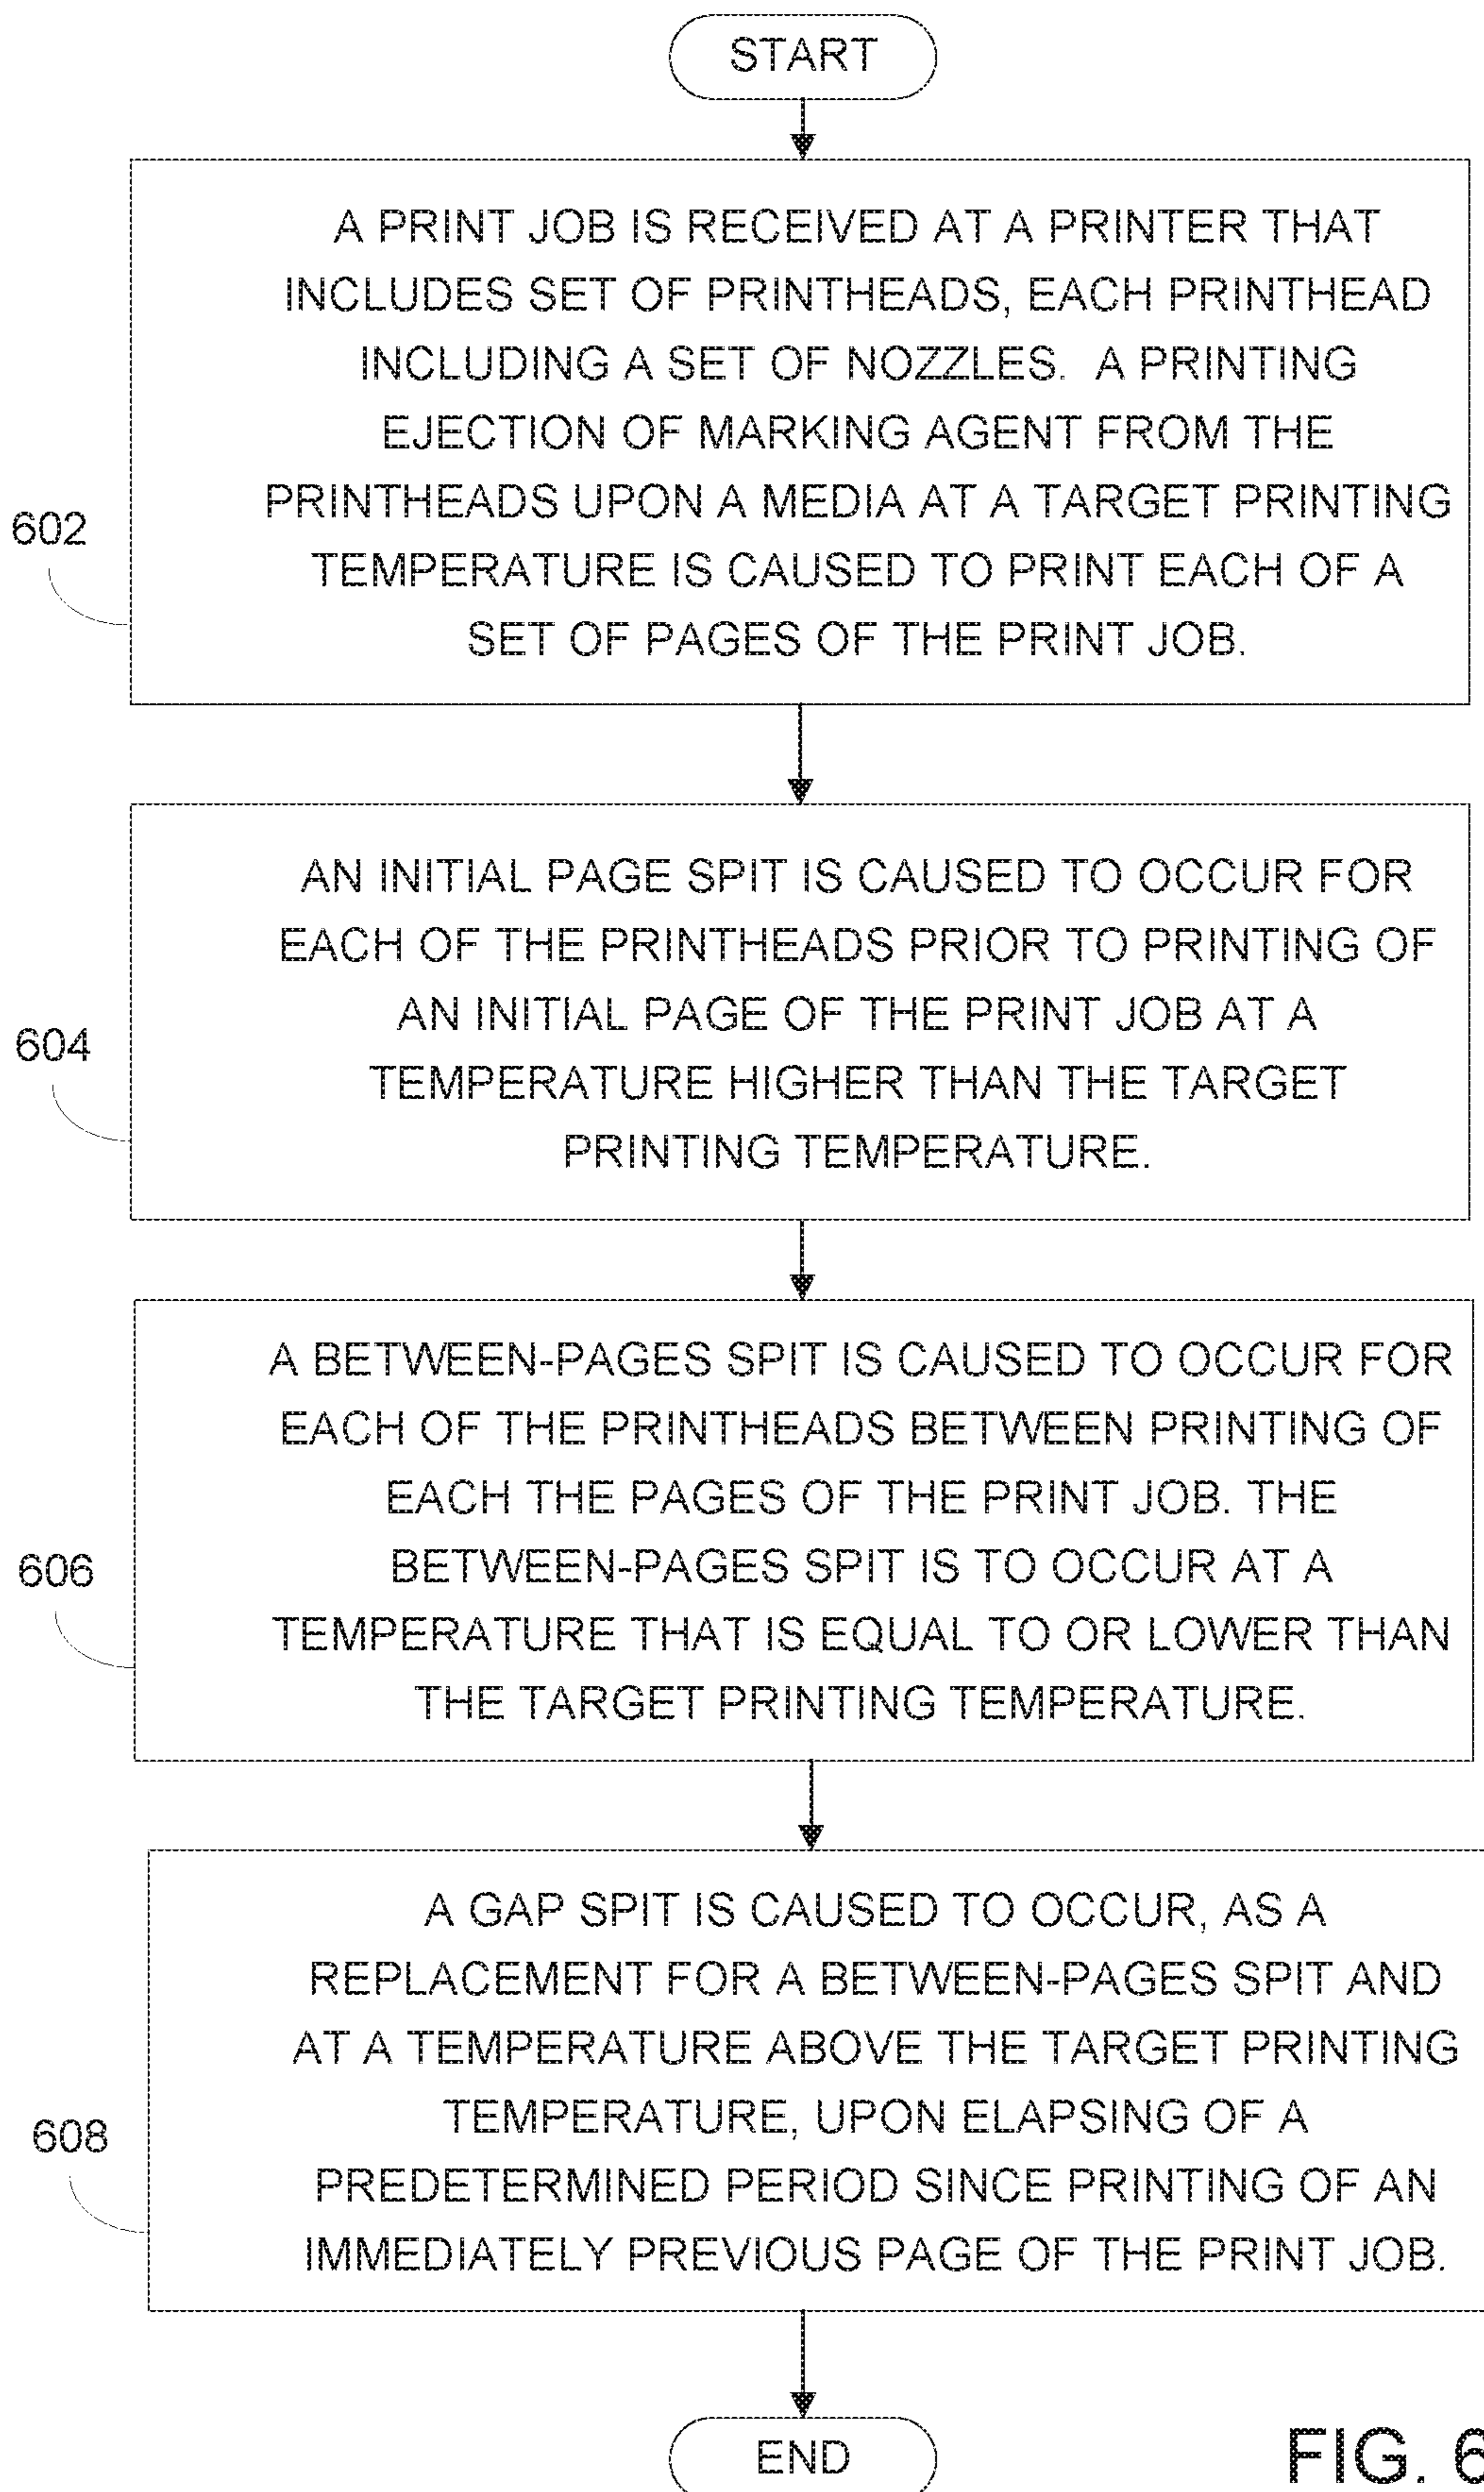 START
A PRINT JOB IS RECEIVED AT A PRINTER THAT
INCLUDES SET OF PRINTHEADS, EACH PRINTHEAD
INCLUDING A SET OF NOZZLES.  A PRINTING
EJECTION OF MARKING AGENT FROM THE
PRINTHEADS UPON A MEDIA AT A TARGET PRINTING
TEMPERATURE IS CAUSED TO PRINT EACH OF A
SET OF PAGES OF THE PRINT JOB.
602
AN INITIAL PAGE SPIT IS CAUSED TO OCCUR FOR
EACH OF THE PRINTHEADS PRIOR TO PRINTING OF
AN INITIAL PAGE OF THE PRINT JOB AT A
TEMPERATURE HIGHER THAN THE TARGET
PRINTING TEMPERATURE.
604
A BETWEEN-PAGES SPIT IS CAUSED TO OCCUR FOR
EACH OF THE PRINTHEADS BETWEEN PRINTING OF
EACH THE PAGES OF THE PRINT JOB. THE
BETWEEN-PAGES SPIT IS TO OCCUR AT A
TEMPERATURE THAT IS EQUAL TO OR LOWER THAN
THE TARGET PRINTING TEMPERATURE.
606
A GAP SPIT IS CAUSED TO OCCUR, AS A
REPLACEMENT FOR A BETWEEN-PAGES SPIT AND
AT A TEMPERATURE ABOVE THE TARGET PRINTING
TEMPERATURE, UPON ELAPSING OF A
PREDETERMINED PERIOD SINCE PRINTING OF AN
IMMEDIATELY PREVIOUS PAGE OF THE PRINT JOB.
608
END
FIG. 6